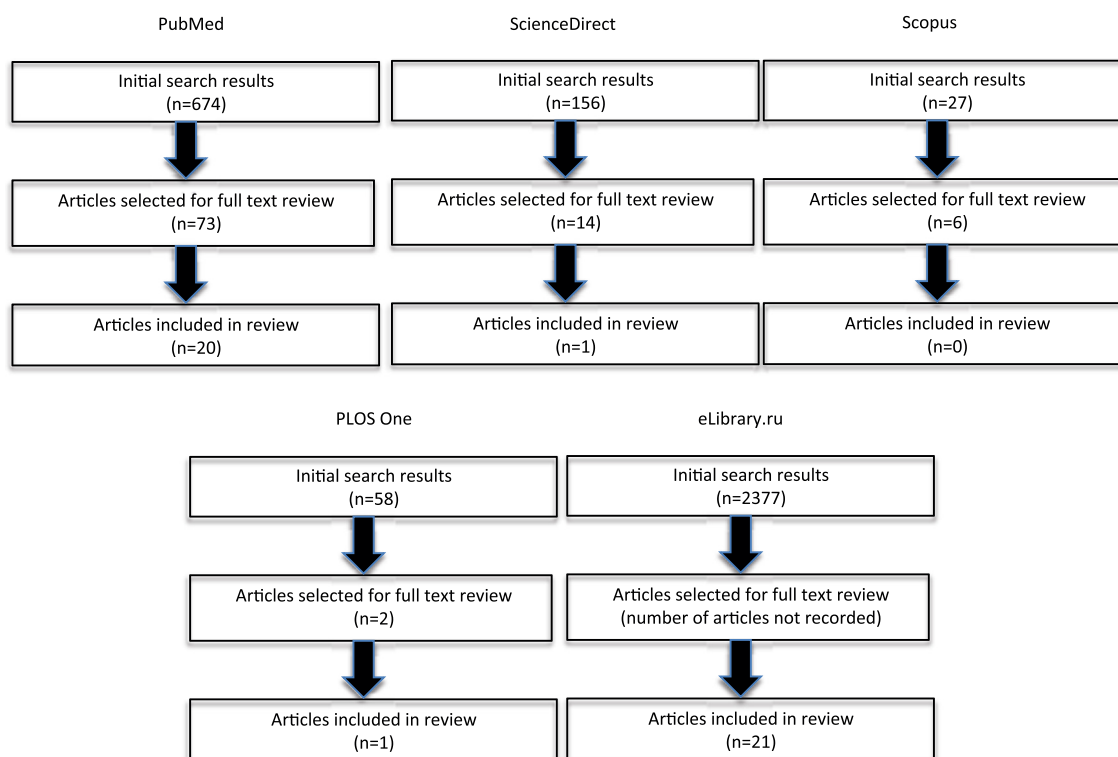 PubMed
Initial search results
(n=674)
Articles selected for full text review
(n=73)
Articles included in review
(n=20)
ScienceDirect
Initial search results
(n=156)
Articles selected for full text review
(n=14)
Articles included in review
(n=1)
Scopus
Initial search results
(n=27)
Articles selected for full text review
(n=6)
Articles included in review
(n=0)
PLOS One
Initial search results
(n=58)
Articles selected for full text review
(n=2)
Articles included in review
(n=1)
eLibrary.ru
Initial search results
(n=2377)
Articles selected for full text review
(number of articles not recorded)
Articles included in review
(n=21)